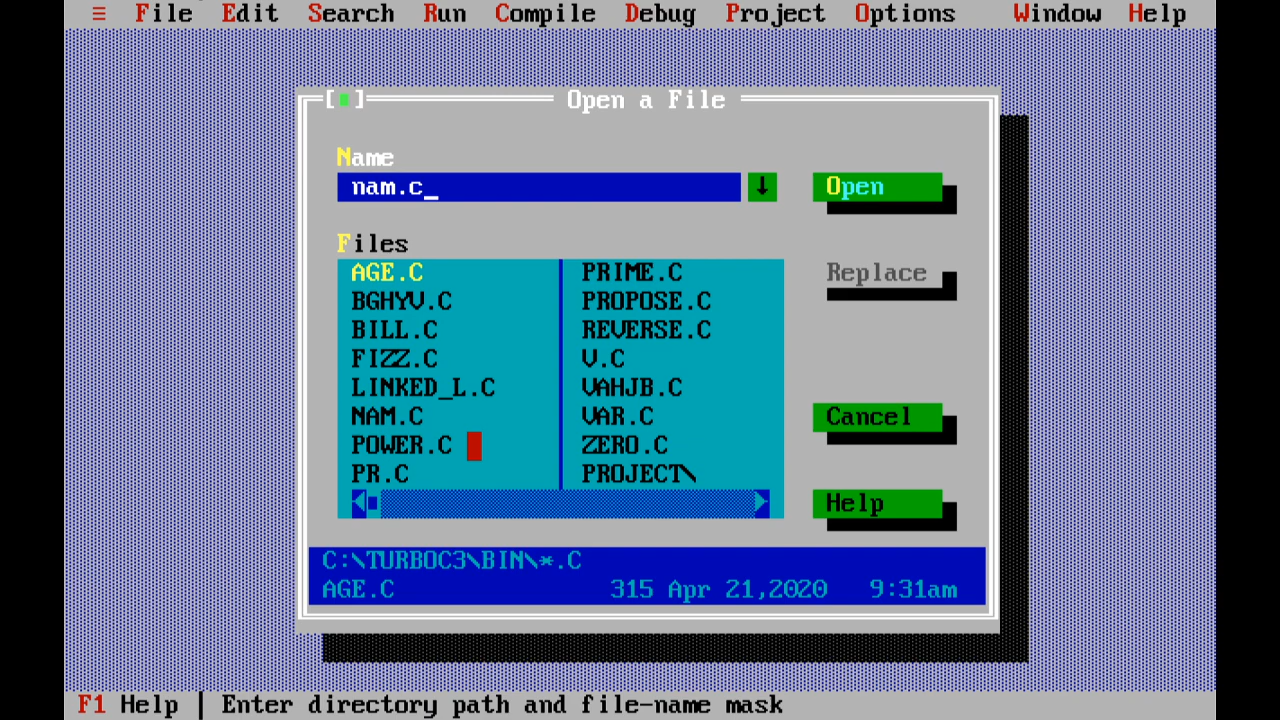 ≡ File Edit Search Run Compile Debug Project Options Window Help
[■] Open a File
Name
nam.c_ ↓ Open
Files
AGE.C PRIME.C Replace
BGHYV.C PROPOSE.C
BILL.C REVERSE.C
FIZZ.C V.C
LINKED_L.C VAHJB.C
NAM.C VAR.C Cancel
POWER.C ZERO.C
PR.C PROJECT\
Help
C:\TURBOC3\BIN\*.C
AGE.C 315 Apr 21,2020 9:31am
F1 Help │ Enter directory path and file-name mask